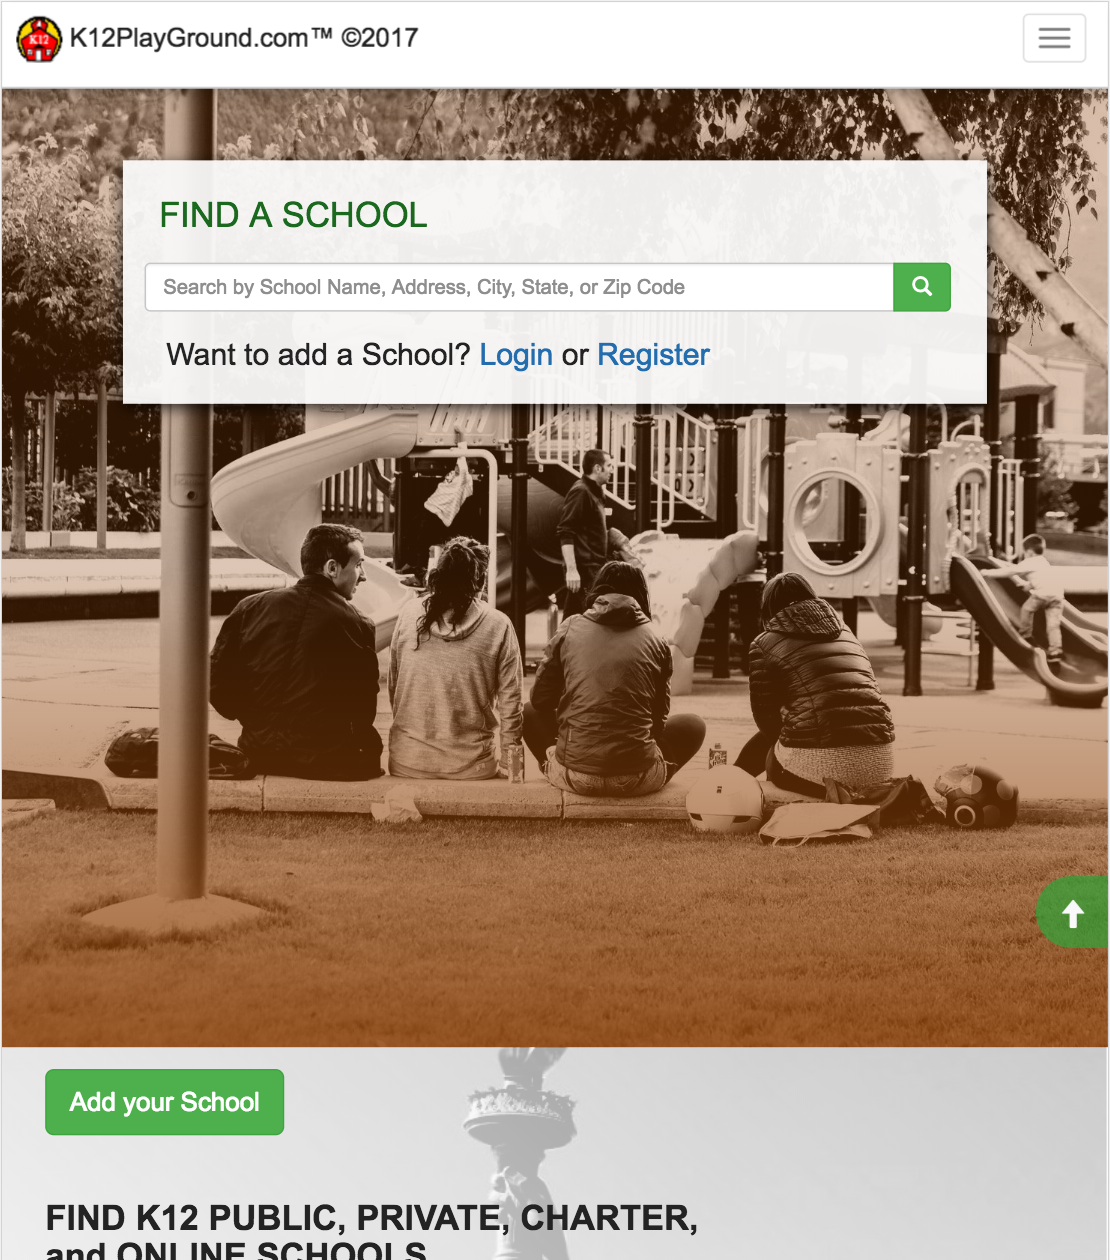 K12
K12PlayGround.com™ ©2017
FIND A SCHOOL
Search by School Name, Address, City, State, or Zip Code
Want to add a School? Login or Register
Add your School
FIND K12 PUBLIC, PRIVATE, CHARTER,
and ONLINE SCHOOLS